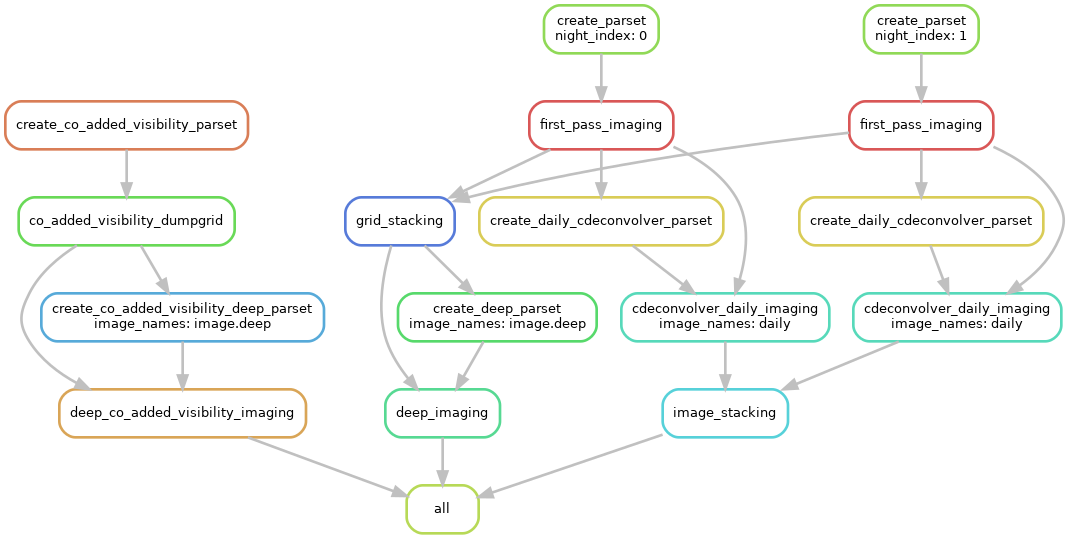 create_parset
night_index: 0
create_parset
night_index: 1
create_co_added_visibility_parset
first_pass_imaging
first_pass_imaging
co_added_visibility_dumpgrid
grid_stacking
create_daily_cdeconvolver_parset
create_daily_cdeconvolver_parset
create_co_added_visibility_deep_parset
image_names: image.deep
create_deep_parset
image_names: image.deep
cdeconvolver_daily_imaging
image_names: daily
cdeconvolver_daily_imaging
image_names: daily
deep_co_added_visibility_imaging
deep_imaging
image_stacking
all